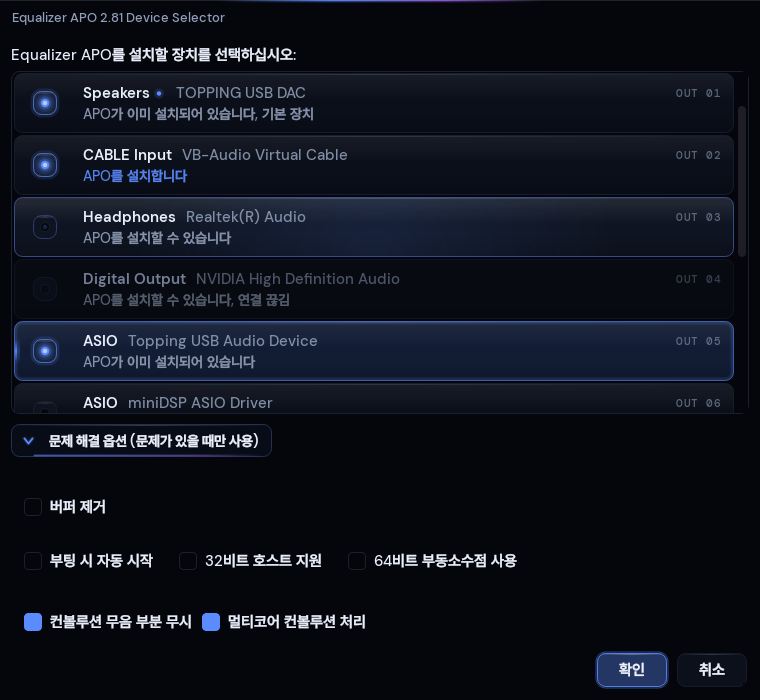 Equalizer APO 2.81 Device Selector
Equalizer APO를 설치할 장치를 선택하십시오:
Speakers • TOPPING USB DAC OUT 01
APO가 이미 설치되어 있습니다, 기본 장치
CABLE Input VB-Audio Virtual Cable OUT 02
APO를 설치합니다
Headphones Realtek(R) Audio OUT 03
APO를 설치할 수 있습니다
Digital Output NVIDIA High Definition Audio OUT 04
APO를 설치할 수 있습니다, 연결 끊김
ASIO Topping USB Audio Device OUT 05
APO가 이미 설치되어 있습니다
ASIO miniDSP ASIO Driver OUT 06
문제 해결 옵션 (문제가 있을 때만 사용)
버퍼 제거
부팅 시 자동 시작 32비트 호스트 지원 64비트 부동소수점 사용
컨볼루션 무음 부분 무시 멀티코어 컨볼루션 처리
확인 취소